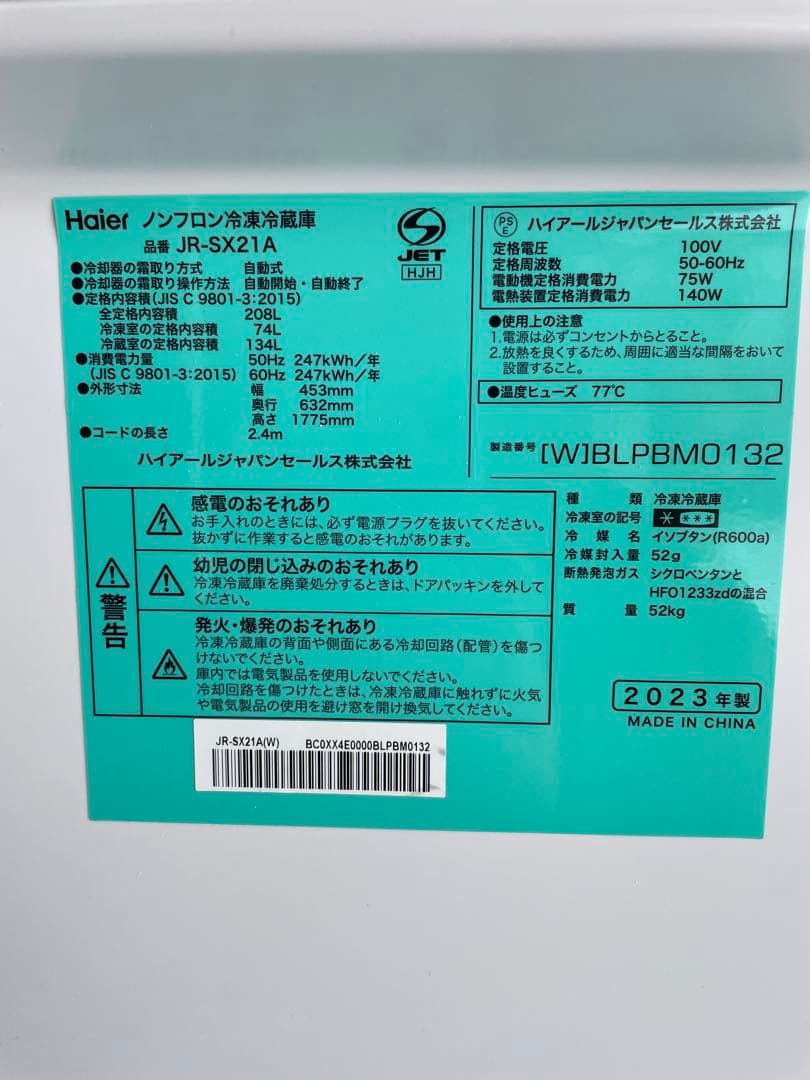 Haier ノンフロン冷凍冷蔵庫
品番 JR-SX21A
●冷却器の霜取り方式 自動式
●冷却器の霜取り操作方法 自動開始・自動終了
●定格内容積(JIS C 9801-3:2015)
全定格内容積 208L
冷凍室の定格内容積 74L
冷蔵室の定格内容積 134L
●消費電力量 50Hz 247kWh/年
(JIS C 9801-3:2015) 60Hz 247kWh/年
●外形寸法 幅 453mm
奥行 632mm
高さ 1775mm
●コードの長さ 2.4m
ハイアールジャパンセールス株式会社
S
JET
HJH
PSE ハイアールジャパンセールス株式会社
定格電圧 100V
定格周波数 50-60Hz
電動機定格消費電力 75W
電熱装置定格消費電力 140W
●使用上の注意
1.電源は必ずコンセントからとること。
2.放熱を良くするため、周囲に適当な間隔をおいて
設置すること。
●温度ヒューズ 77℃
製造番号 [W]BLPBM0132
警告
感電のおそれあり
お手入れのときには、必ず電源プラグを抜いてください。
抜かずに作業すると感電のおそれがあります。
幼児の閉じ込みのおそれあり
冷凍冷蔵庫を廃棄処分するときは、ドアパッキンを外して
ください。
発火・爆発のおそれあり
冷凍冷蔵庫の背面や側面にある冷却回路(配管)を傷つ
けないでください。
庫内では電気製品を使用しないでください。
冷却回路を傷つけたときは、冷凍冷蔵庫に触れずに火気
や電気製品の使用を避け窓を開け換気してください。
種類 冷凍冷蔵庫
冷凍室の記号 * ***
冷媒名 イソブタン(R600a)
冷媒封入量 52g
断熱発泡ガス シクロペンタンと
HFO1233zdの混合
質量 52kg
2023年製
MADE IN CHINA
JR-SX21A(W) BC0XX4E0000BLPBM0132